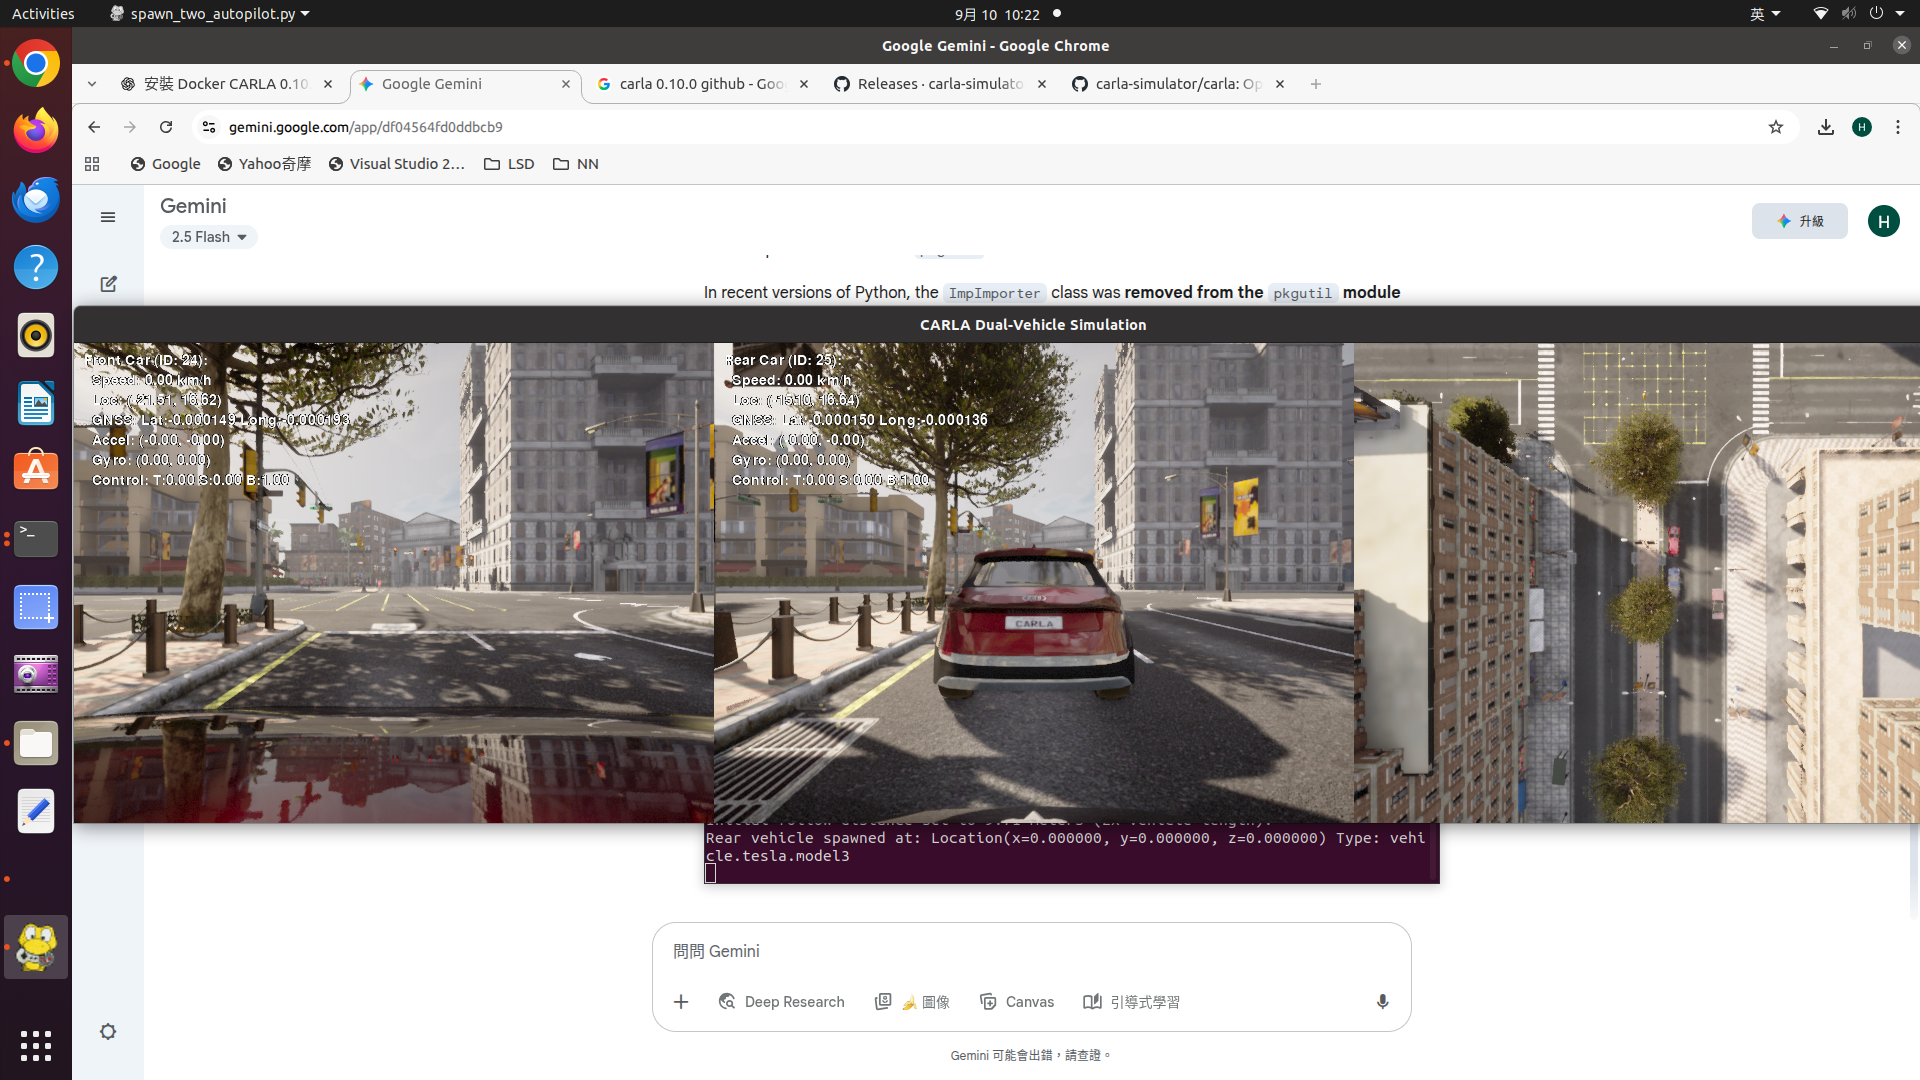 Activities
spawn_two_autopilot.py
9月 10 10:22
英
Google Gemini - Google Chrome
安裝 Docker CARLA 0.10
Google Gemini
carla 0.10.0 github - Goo
Releases · carla-simulato
carla-simulator/carla: Op
gemini.google.com/app/df04564fd0ddbcb9
H
Google
Yahoo奇摩
Visual Studio 2…
LSD
NN
Gemini
2.5 Flash
升級
H
In recent versions of Python, the ImpImporter class was removed from the pkgutil module
CARLA Dual-Vehicle Simulation
Front Car (ID: 24):
Speed: 0.00 km/h
Loc: (-21.51, 16.62)
GNSS: Lat:-0.000149 Long:-0.000193
Accel: (-0.00, -0.00)
Gyro: (0.00, 0.00)
Control: T:0.00 S:0.00 B:1.00
Rear Car (ID: 25):
Speed: 0.00 km/h
Loc: (-15.10, 16.64)
GNSS: Lat:-0.000150 Long:-0.000136
Accel: (0.00, -0.00)
Gyro: (0.00, 0.00)
Control: T:0.00 S:0.00 B:1.00
CARLA
Rear vehicle spawned at: Location(x=0.000000, y=0.000000, z=0.000000) Type: vehi
cle.tesla.model3
問問 Gemini
Deep Research
🍌 圖像
Canvas
引導式學習
Gemini 可能會出錯，請查證。